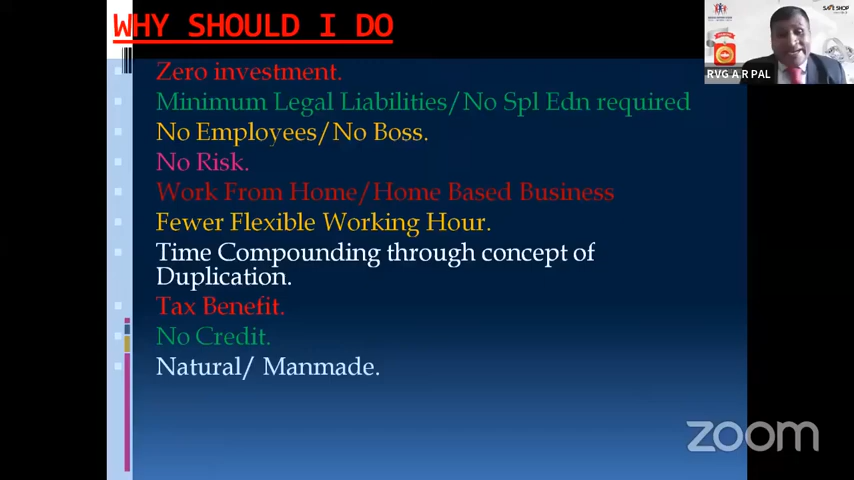 WHY SHOULD I DO
Zero investment.
Minimum Legal Liabilities/No Spl Edn required
No Employees/No Boss.
No Risk.
Work From Home/Home Based Business
Fewer Flexible Working Hour.
Time Compounding through concept of
Duplication.
Tax Benefit.
No Credit.
Natural/ Manmade.
SAFE SHOP
RVG A R PAL
zoom